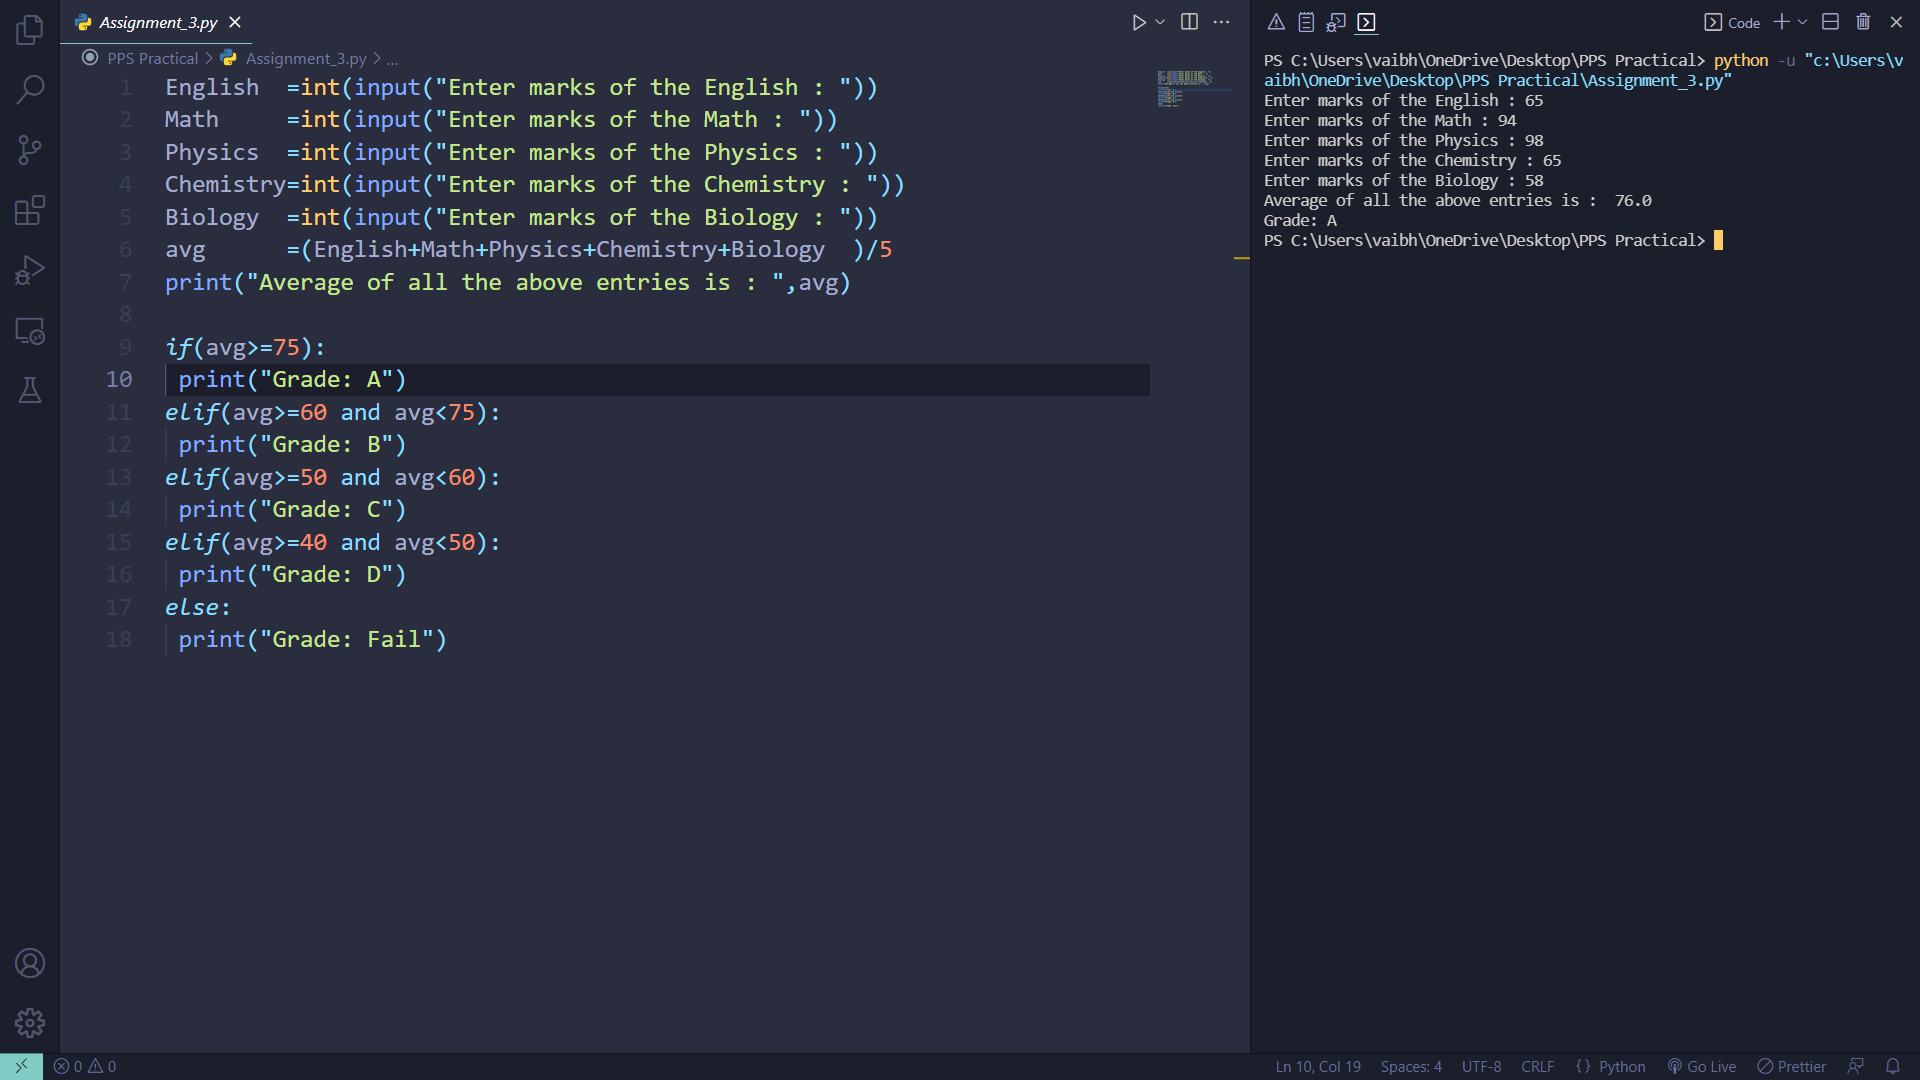 Assignment_3.py
PPS Practical > Assignment_3.py > ...
1 English  =int(input("Enter marks of the English : "))
2 Math     =int(input("Enter marks of the Math : "))
3 Physics  =int(input("Enter marks of the Physics : "))
4 Chemistry=int(input("Enter marks of the Chemistry : "))
5 Biology  =int(input("Enter marks of the Biology : "))
6 avg      =(English+Math+Physics+Chemistry+Biology  )/5
7 print("Average of all the above entries is : ",avg)
8
9 if(avg>=75):
10  print("Grade: A")
11 elif(avg>=60 and avg<75):
12  print("Grade: B")
13 elif(avg>=50 and avg<60):
14  print("Grade: C")
15 elif(avg>=40 and avg<50):
16  print("Grade: D")
17 else:
18  print("Grade: Fail")
Code
PS C:\Users\vaibh\OneDrive\Desktop\PPS Practical> python -u "c:\Users\v
aibh\OneDrive\Desktop\PPS Practical\Assignment_3.py"
Enter marks of the English : 65
Enter marks of the Math : 94
Enter marks of the Physics : 98
Enter marks of the Chemistry : 65
Enter marks of the Biology : 58
Average of all the above entries is :  76.0
Grade: A
PS C:\Users\vaibh\OneDrive\Desktop\PPS Practical>
0 0 Ln 10, Col 19 Spaces: 4 UTF-8 CRLF {} Python Go Live Prettier